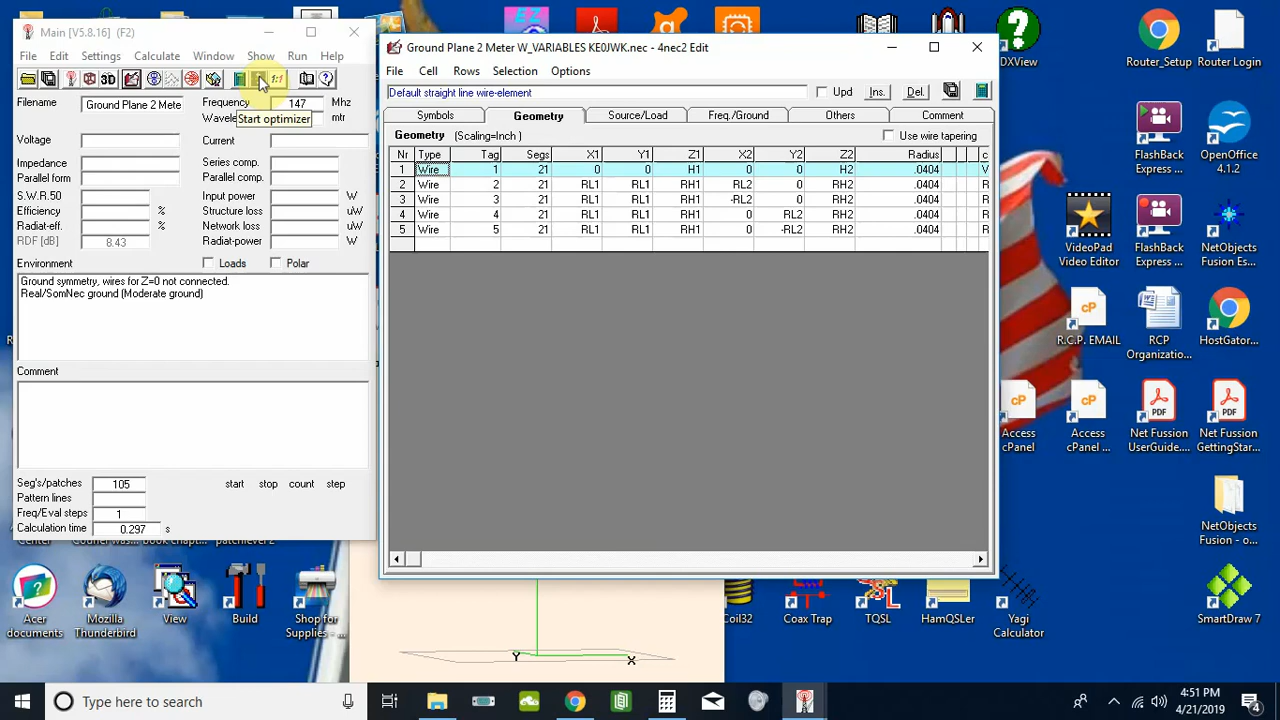 Main [V5.8.16] (F2)
File Edit Settings Calculate Window Show Run Help
3D
1:1
Filename Ground Plane 2 Mete
Frequency 147 Mhz
Wavele mtr
Start optimizer
Voltage Current
Impedance Series comp.
Parallel form Parallel comp.
S.W.R.50 Input power W
Efficiency % Structure loss uW
Radiat-eff. % Network loss uW
RDF [dB] 8.43 Radiat-power W
Environment Loads Polar
Ground symmetry, wires for Z=0 not connected.
Real/SomNec ground (Moderate ground)
Comment
Seg's/patches 105 start stop count step
Pattern lines
Freq/Eval steps 1
Calculation time 0.297 s
Ground Plane 2 Meter W_VARIABLES KE0JWK.nec - 4nec2 Edit
File Cell Rows Selection Options
Default straight line wire-element Upd Ins. Del.
Symbols Geometry Source/Load Freq./Ground Others Comment
Geometry (Scaling=Inch ) Use wire tapering
Nr Type Tag Segs X1 Y1 Z1 X2 Y2 Z2 Radius c
1 Wire 1 21 0 0 H1 0 0 H2 .0404 V
2 Wire 2 21 RL1 RL1 RH1 RL2 0 RH2 .0404 R
3 Wire 3 21 RL1 RL1 RH1 -RL2 0 RH2 .0404 R
4 Wire 4 21 RL1 RL1 RH1 0 RL2 RH2 .0404 R
5 Wire 5 21 RL1 RL1 RH1 0 -RL2 RH2 .0404 R
Y X
DXView
Router_Setup
Router Login
FlashBack Express ...
OpenOffice 4.1.2
VideoPad Video Editor
FlashBack Express ...
NetObjects Fusion Es...
R.C.P. EMAIL
RCP Organizatio...
HostGator...
Access cPanel
Access cPanel ...
Net Fussion UserGuide....
Net Fussion GettingStar...
NetObjects Fusion - o...
Acer documents
Mozilla Thunderbird
View
Build
Shop for Supplies - ...
Coil32
Coax Trap
TQSL
HamQSLer
Yagi Calculator
SmartDraw 7
Type here to search
4:51 PM
4/21/2019
4